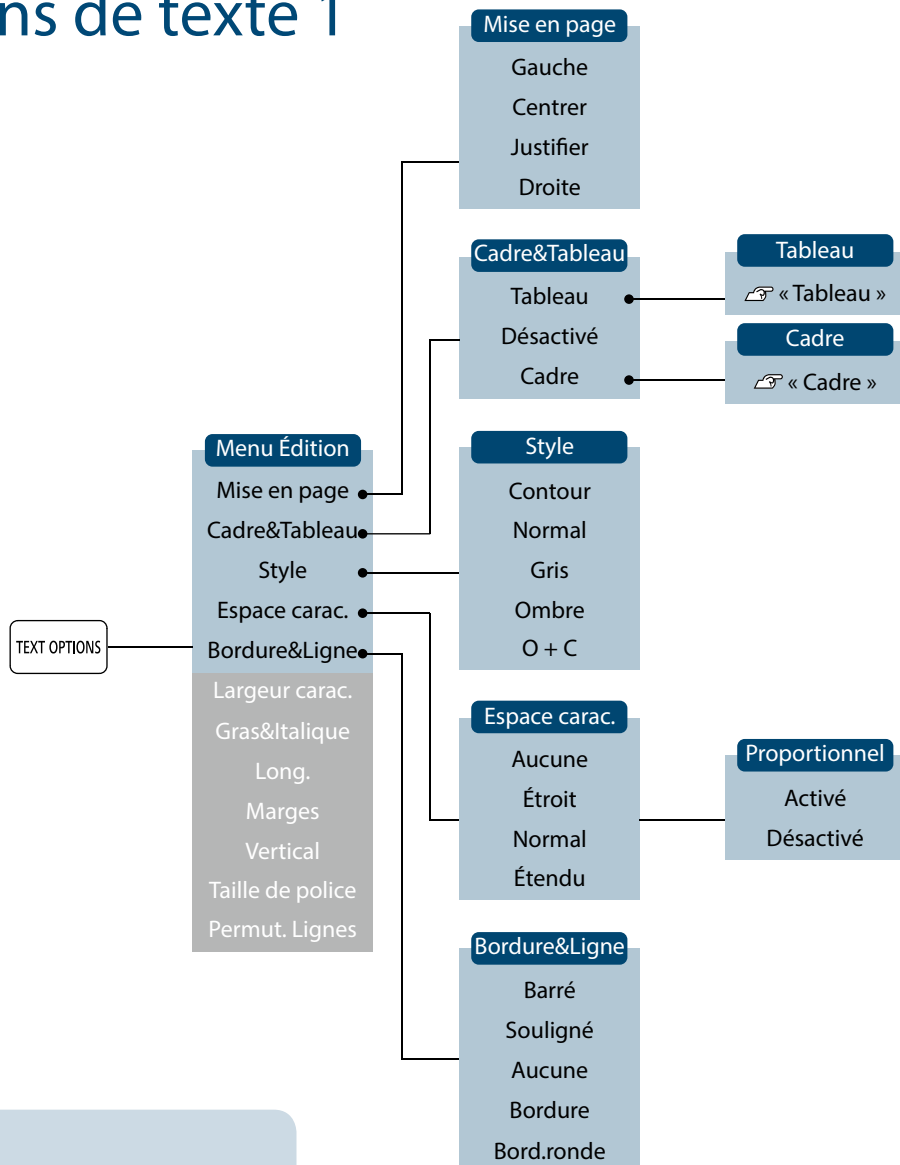 ns de texte 1
Mise en page
Gauche
Centrer
Justifier
Droite
Cadre&Tableau
Tableau
Désactivé
Cadre
Tableau
« Tableau »
Cadre
« Cadre »
TEXT OPTIONS
Menu Édition
Mise en page
Cadre&Tableau
Style
Espace carac.
Bordure&Ligne
Largeur carac.
Gras&Italique
Long.
Marges
Vertical
Taille de police
Permut. Lignes
Style
Contour
Normal
Gris
Ombre
O + C
Espace carac.
Aucune
Étroit
Normal
Étendu
Proportionnel
Activé
Désactivé
Bordure&Ligne
Barré
Souligné
Aucune
Bordure
Bord.ronde